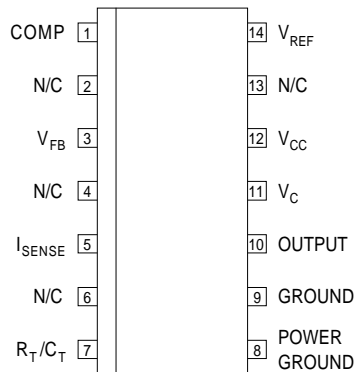 COMP 1 14 V_REF
N/C 2 13 N/C
V_FB 3 12 V_CC
N/C 4 11 V_C
I_SENSE 5 10 OUTPUT
N/C 6 9 GROUND
R_T/C_T 7 8 POWER
GROUND